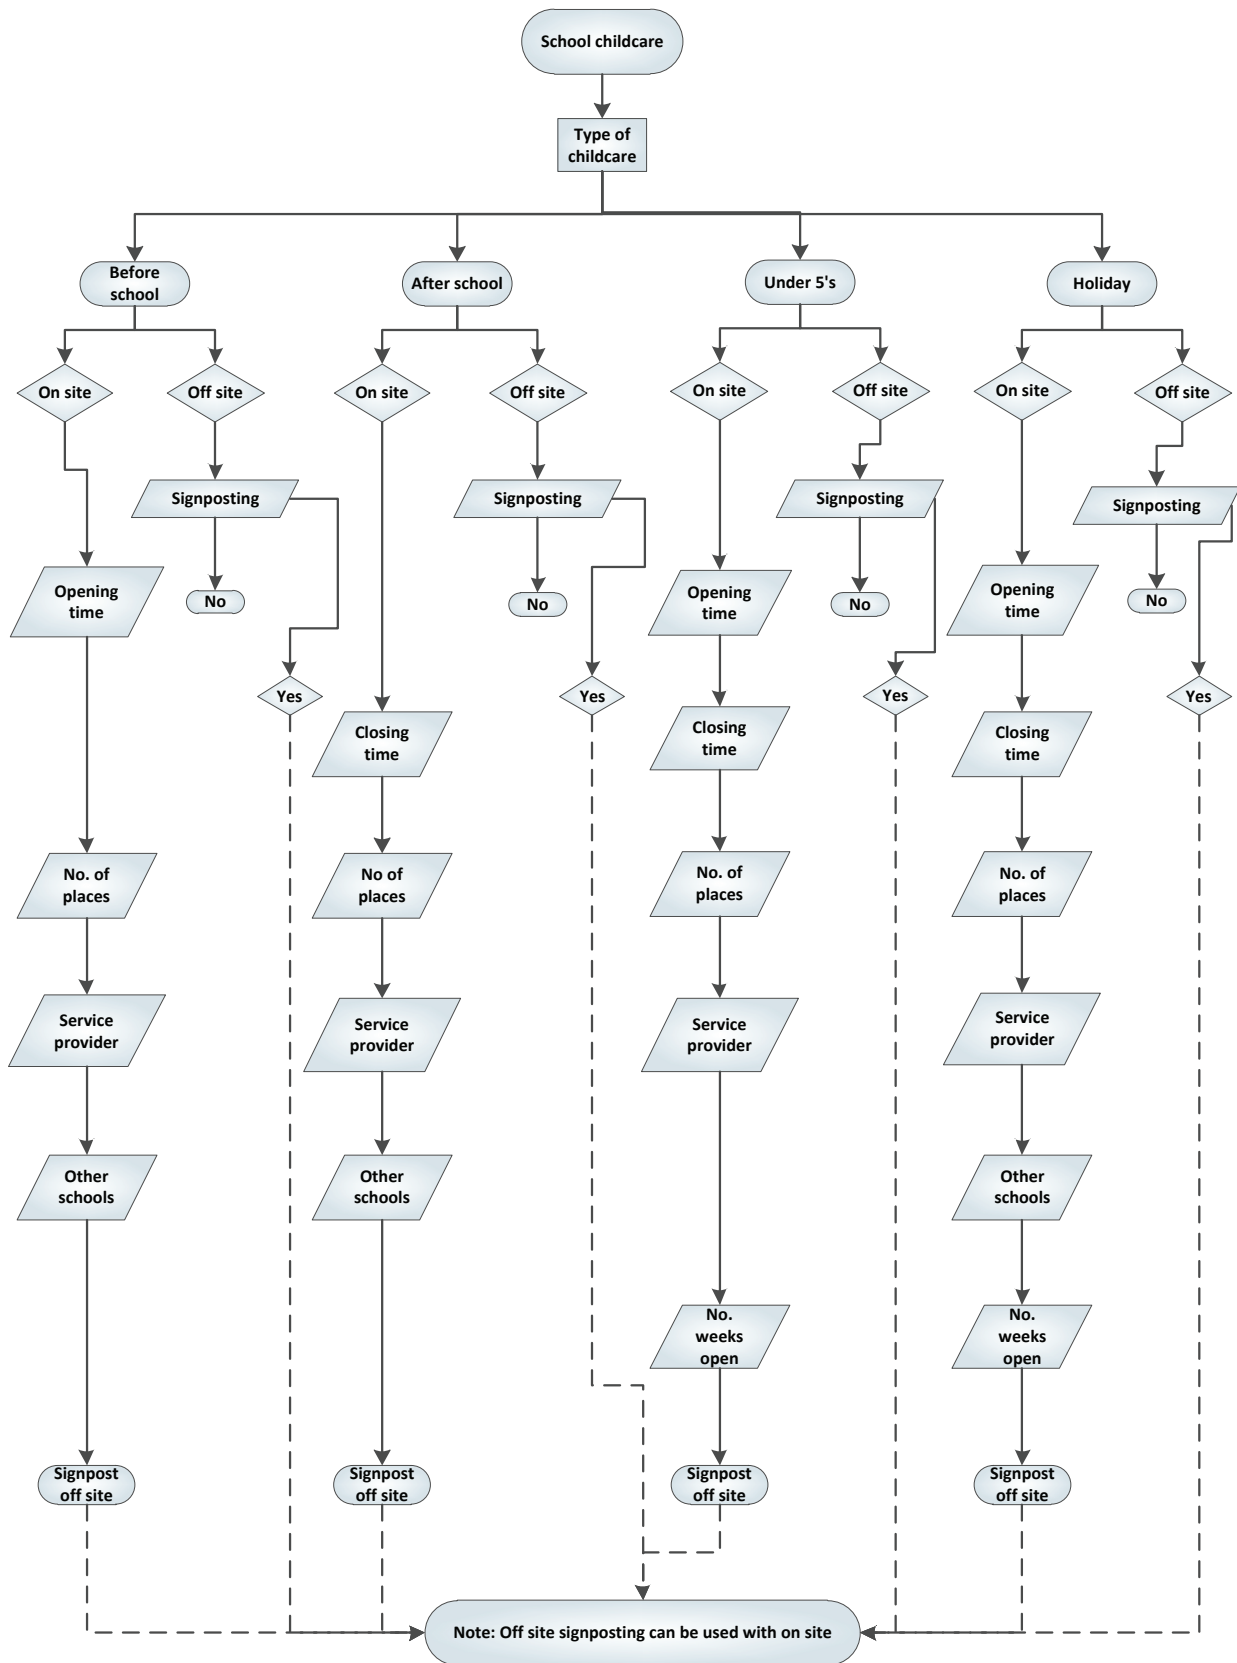 School childcare
Type of
childcare
Before
school
After school
Under 5's
Holiday
On site
Off site
On site
Off site
On site
Off site
On site
Off site
Signposting
Signposting
Signposting
Signposting
Opening
time
No
No
Opening
time
No
Opening
time
No
Yes
Yes
Yes
Yes
Closing
time
Closing
time
Closing
time
No. of
places
No of
places
No. of
places
No. of
places
Service
provider
Service
provider
Service
provider
Service
provider
Other
schools
Other
schools
Other
schools
No.
weeks
open
No.
weeks
open
Signpost
off site
Signpost
off site
Signpost
off site
Signpost
off site
Note: Off site signposting can be used with on site